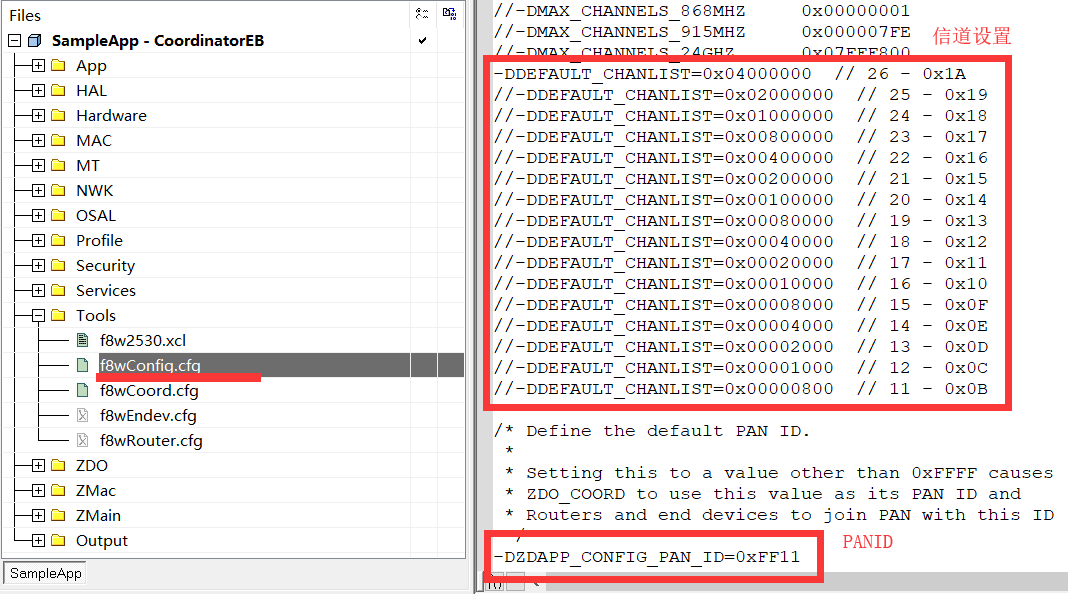 Files
SampleApp - CoordinatorEB
App
HAL
Hardware
MAC
MT
NWK
OSAL
Profile
Security
Services
Tools
f8w2530.xcl
f8wConfig.cfg
f8wCoord.cfg
f8wEndev.cfg
f8wRouter.cfg
ZDO
ZMac
ZMain
Output
SampleApp
//-DMAX_CHANNELS_868MHZ 0x00000001
//-DMAX_CHANNELS_915MHZ 0x000007FE
//-DMAX_CHANNELS_24GHZ 0x07FFF800
信道设置
-DDEFAULT_CHANLIST=0x04000000 // 26 - 0x1A
//-DDEFAULT_CHANLIST=0x02000000 // 25 - 0x19
//-DDEFAULT_CHANLIST=0x01000000 // 24 - 0x18
//-DDEFAULT_CHANLIST=0x00800000 // 23 - 0x17
//-DDEFAULT_CHANLIST=0x00400000 // 22 - 0x16
//-DDEFAULT_CHANLIST=0x00200000 // 21 - 0x15
//-DDEFAULT_CHANLIST=0x00100000 // 20 - 0x14
//-DDEFAULT_CHANLIST=0x00080000 // 19 - 0x13
//-DDEFAULT_CHANLIST=0x00040000 // 18 - 0x12
//-DDEFAULT_CHANLIST=0x00020000 // 17 - 0x11
//-DDEFAULT_CHANLIST=0x00010000 // 16 - 0x10
//-DDEFAULT_CHANLIST=0x00008000 // 15 - 0x0F
//-DDEFAULT_CHANLIST=0x00004000 // 14 - 0x0E
//-DDEFAULT_CHANLIST=0x00002000 // 13 - 0x0D
//-DDEFAULT_CHANLIST=0x00001000 // 12 - 0x0C
//-DDEFAULT_CHANLIST=0x00000800 // 11 - 0x0B
/* Define the default PAN ID.
*
* Setting this to a value other than 0xFFFF causes
* ZDO_COORD to use this value as its PAN ID and
* Routers and end devices to join PAN with this ID
PANID
-DZDAPP_CONFIG_PAN_ID=0xFF11